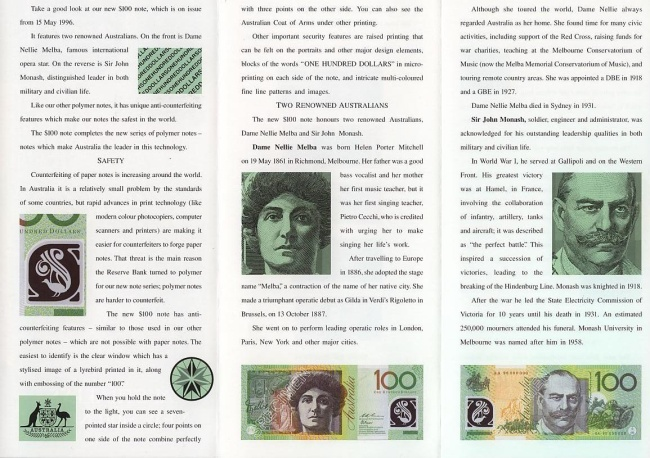 Take a good look at our new $100 note, which is on issue
from 15 May 1996.
It features two renowned Australians. On the front is Dame
Nellie Melba, famous international
opera star. On the reverse is Sir John
Monash, distinguished leader in both
military and civilian life.
Like our other polymer notes, it has unique anti-counterfeiting
features which make our notes the safest in the world.
The $100 note completes the new series of polymer notes –
notes which make Australia the leader in this technology.
SAFETY
Counterfeiting of paper notes is increasing around the world.
In Australia it is a relatively small problem by the standards
of some countries, but rapid advances in print technology (like
modern colour photocopiers, computer
scanners and printers) are making it
easier for counterfeiters to forge paper
notes. That threat is the main reason
the Reserve Bank turned to polymer
for our new note series; polymer notes
are harder to counterfeit.
The new $100 note has anti-
counterfeiting features – similar to those used in our other
polymer notes – which are not possible with paper notes. The
easiest to identify is the clear window which has a
stylised image of a lyrebird printed in it, along
with embossing of the number "100".
When you hold the note
to the light, you can see a seven-
pointed star inside a circle; four points on
one side of the note combine perfectly
AUSTRALIA
with three points on the other side. You can also see the
Australian Coat of Arms under other printing.
Other important security features are raised printing that
can be felt on the portraits and other major design elements,
blocks of the words "ONE HUNDRED DOLLARS" in micro-
printing on each side of the note, and intricate multi-coloured
fine line patterns and images.
TWO RENOWNED AUSTRALIANS
The new $100 note honours two renowned Australians,
Dame Nellie Melba and Sir John Monash.
Dame Nellie Melba was born Helen Porter Mitchell
on 19 May 1861 in Richmond, Melbourne. Her father was a good
bass vocalist and her mother
her first music teacher, but it
was her first singing teacher,
Pietro Cecchi, who is credited
with urging her to make
singing her life's work.
After travelling to Europe
in 1886, she adopted the stage
name "Melba", a contraction of the name of her native city. She
made a triumphant operatic debut as Gilda in Verdi's Rigoletto in
Brussels, on 13 October 1887.
She went on to perform leading operatic roles in London,
Paris, New York and other major cities.
100
Although she toured the world, Dame Nellie always
regarded Australia as her home. She found time for many civic
activities, including support of the Red Cross, raising funds for
war charities, teaching at the Melbourne Conservatorium of
Music (now the Melba Memorial Conservatorium of Music), and
touring remote country areas. She was appointed a DBE in 1918
and a GBE in 1927.
Dame Nellie Melba died in Sydney in 1931.
Sir John Monash, soldier, engineer and administrator, was
acknowledged for his outstanding leadership qualities in both
military and civilian life.
In World War I, he served at Gallipoli and on the Western
Front. His greatest victory
was at Hamel, in France,
involving the collaboration
of infantry, artillery, tanks
and aircraft; it was described
as "the perfect battle". This
inspired a succession of
victories, leading to the
breaking of the Hindenburg Line. Monash was knighted in 1918.
After the war he led the State Electricity Commission of
Victoria for 10 years until his death in 1931. An estimated
250,000 mourners attended his funeral. Monash University in
Melbourne was named after him in 1958.
100